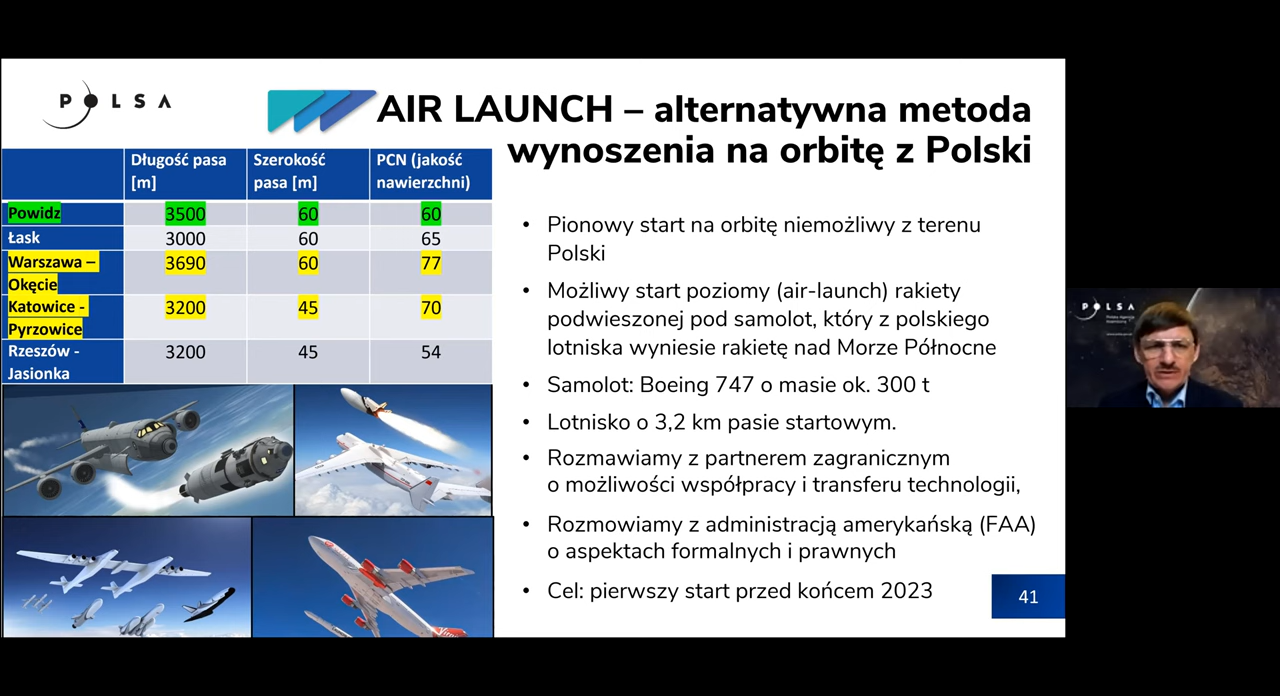 POLSA
AIR LAUNCH – alternatywna metoda
wynoszenia na orbitę z Polski
Długość pasa [m] Szerokość pasa [m] PCN (jakość nawierzchni)
Powidz 3500 60 60
Łask 3000 60 65
Warszawa – Okęcie 3690 60 77
Katowice - Pyrzowice 3200 45 70
Rzeszów - Jasionka 3200 45 54
• Pionowy start na orbitę niemożliwy z terenu
Polski
• Możliwy start poziomy (air-launch) rakiety
podwieszonej pod samolot, który z polskiego
lotniska wyniesie rakietę nad Morze Północne
• Samolot: Boeing 747 o masie ok. 300 t
• Lotnisko o 3,2 km pasie startowym.
• Rozmawiamy z partnerem zagranicznym
o możliwości współpracy i transferu technologii,
• Rozmowiamy z administracją amerykańską (FAA)
o aspektach formalnych i prawnych
• Cel: pierwszy start przed końcem 2023
41
POLSA